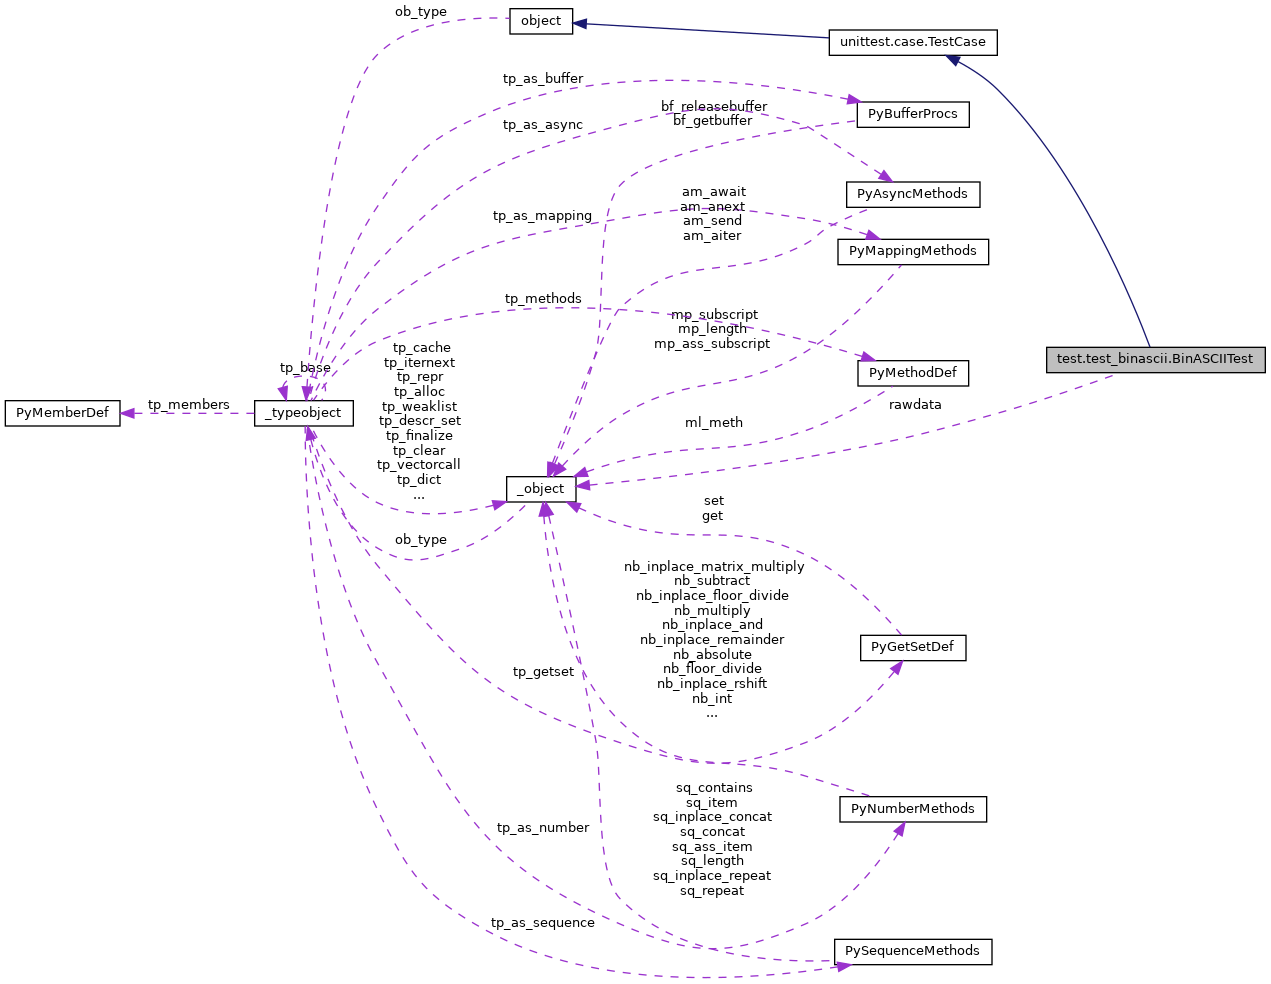 ob_type
object
unittest.case.TestCase
tp_as_buffer
bf_releasebuffer
bf_getbuffer
PyBufferProcs
tp_as_async
am_await
am_anext
am_send
am_aiter
PyAsyncMethods
tp_as_mapping
PyMappingMethods
tp_methods
mp_subscript
mp_length
mp_ass_subscript
test.test_binascii.BinASCIITest
tp_base
tp_cache
tp_iternext
tp_repr
tp_alloc
tp_weaklist
tp_descr_set
tp_finalize
tp_clear
tp_vectorcall
tp_dict
...
PyMethodDef
PyMemberDef
tp_members
_typeobject
ml_meth
rawdata
_object
set
get
ob_type
nb_inplace_matrix_multiply
nb_subtract
nb_inplace_floor_divide
nb_multiply
nb_inplace_and
nb_inplace_remainder
nb_absolute
nb_floor_divide
nb_inplace_rshift
nb_int
...
PyGetSetDef
tp_getset
sq_contains
sq_item
sq_inplace_concat
sq_concat
sq_ass_item
sq_length
sq_inplace_repeat
sq_repeat
PyNumberMethods
tp_as_number
tp_as_sequence
PySequenceMethods